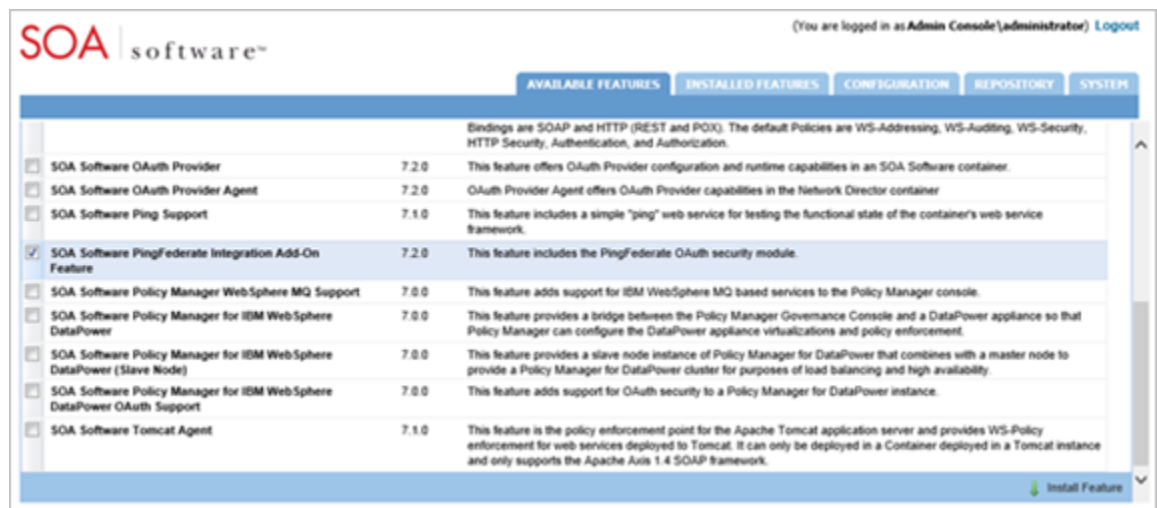 (You are logged in as Admin Console\administrator) Logout
SOA software™
AVAILABLE FEATURES INSTALLED FEATURES CONFIGURATION REPOSITORY SYSTEM
Bindings are SOAP and HTTP (REST and POX). The default Policies are WS-Addressing, WS-Auditing, WS-Security,
HTTP Security, Authentication, and Authorization.
SOA Software OAuth Provider 7.2.0 This feature offers OAuth Provider configuration and runtime capabilities in an SOA Software container.
SOA Software OAuth Provider Agent 7.2.0 OAuth Provider Agent offers OAuth Provider capabilities in the Network Director container
SOA Software Ping Support 7.1.0 This feature includes a simple "ping" web service for testing the functional state of the container's web service
framework.
SOA Software PingFederate Integration Add-On 7.2.0 This feature includes the PingFederate OAuth security module.
Feature
SOA Software Policy Manager WebSphere MQ Support 7.0.0 This feature adds support for IBM WebSphere MQ based services to the Policy Manager console.
SOA Software Policy Manager for IBM WebSphere 7.0.0 This feature provides a bridge between the Policy Manager Governance Console and a DataPower appliance so that
DataPower Policy Manager can configure the DataPower appliance virtualizations and policy enforcement.
SOA Software Policy Manager for IBM WebSphere 7.0.0 This feature provides a slave node instance of Policy Manager for DataPower that combines with a master node to
DataPower (Slave Node) provide a Policy Manager for DataPower cluster for purposes of load balancing and high availability.
SOA Software Policy Manager for IBM WebSphere 7.0.0 This feature adds support for OAuth security to a Policy Manager for DataPower instance.
DataPower OAuth Support
SOA Software Tomcat Agent 7.1.0 This feature is the policy enforcement point for the Apache Tomcat application server and provides WS-Policy
enforcement for web services deployed to Tomcat. It can only be deployed in a Container deployed in a Tomcat instance
and only supports the Apache Axis 1.4 SOAP framework.
Install Feature